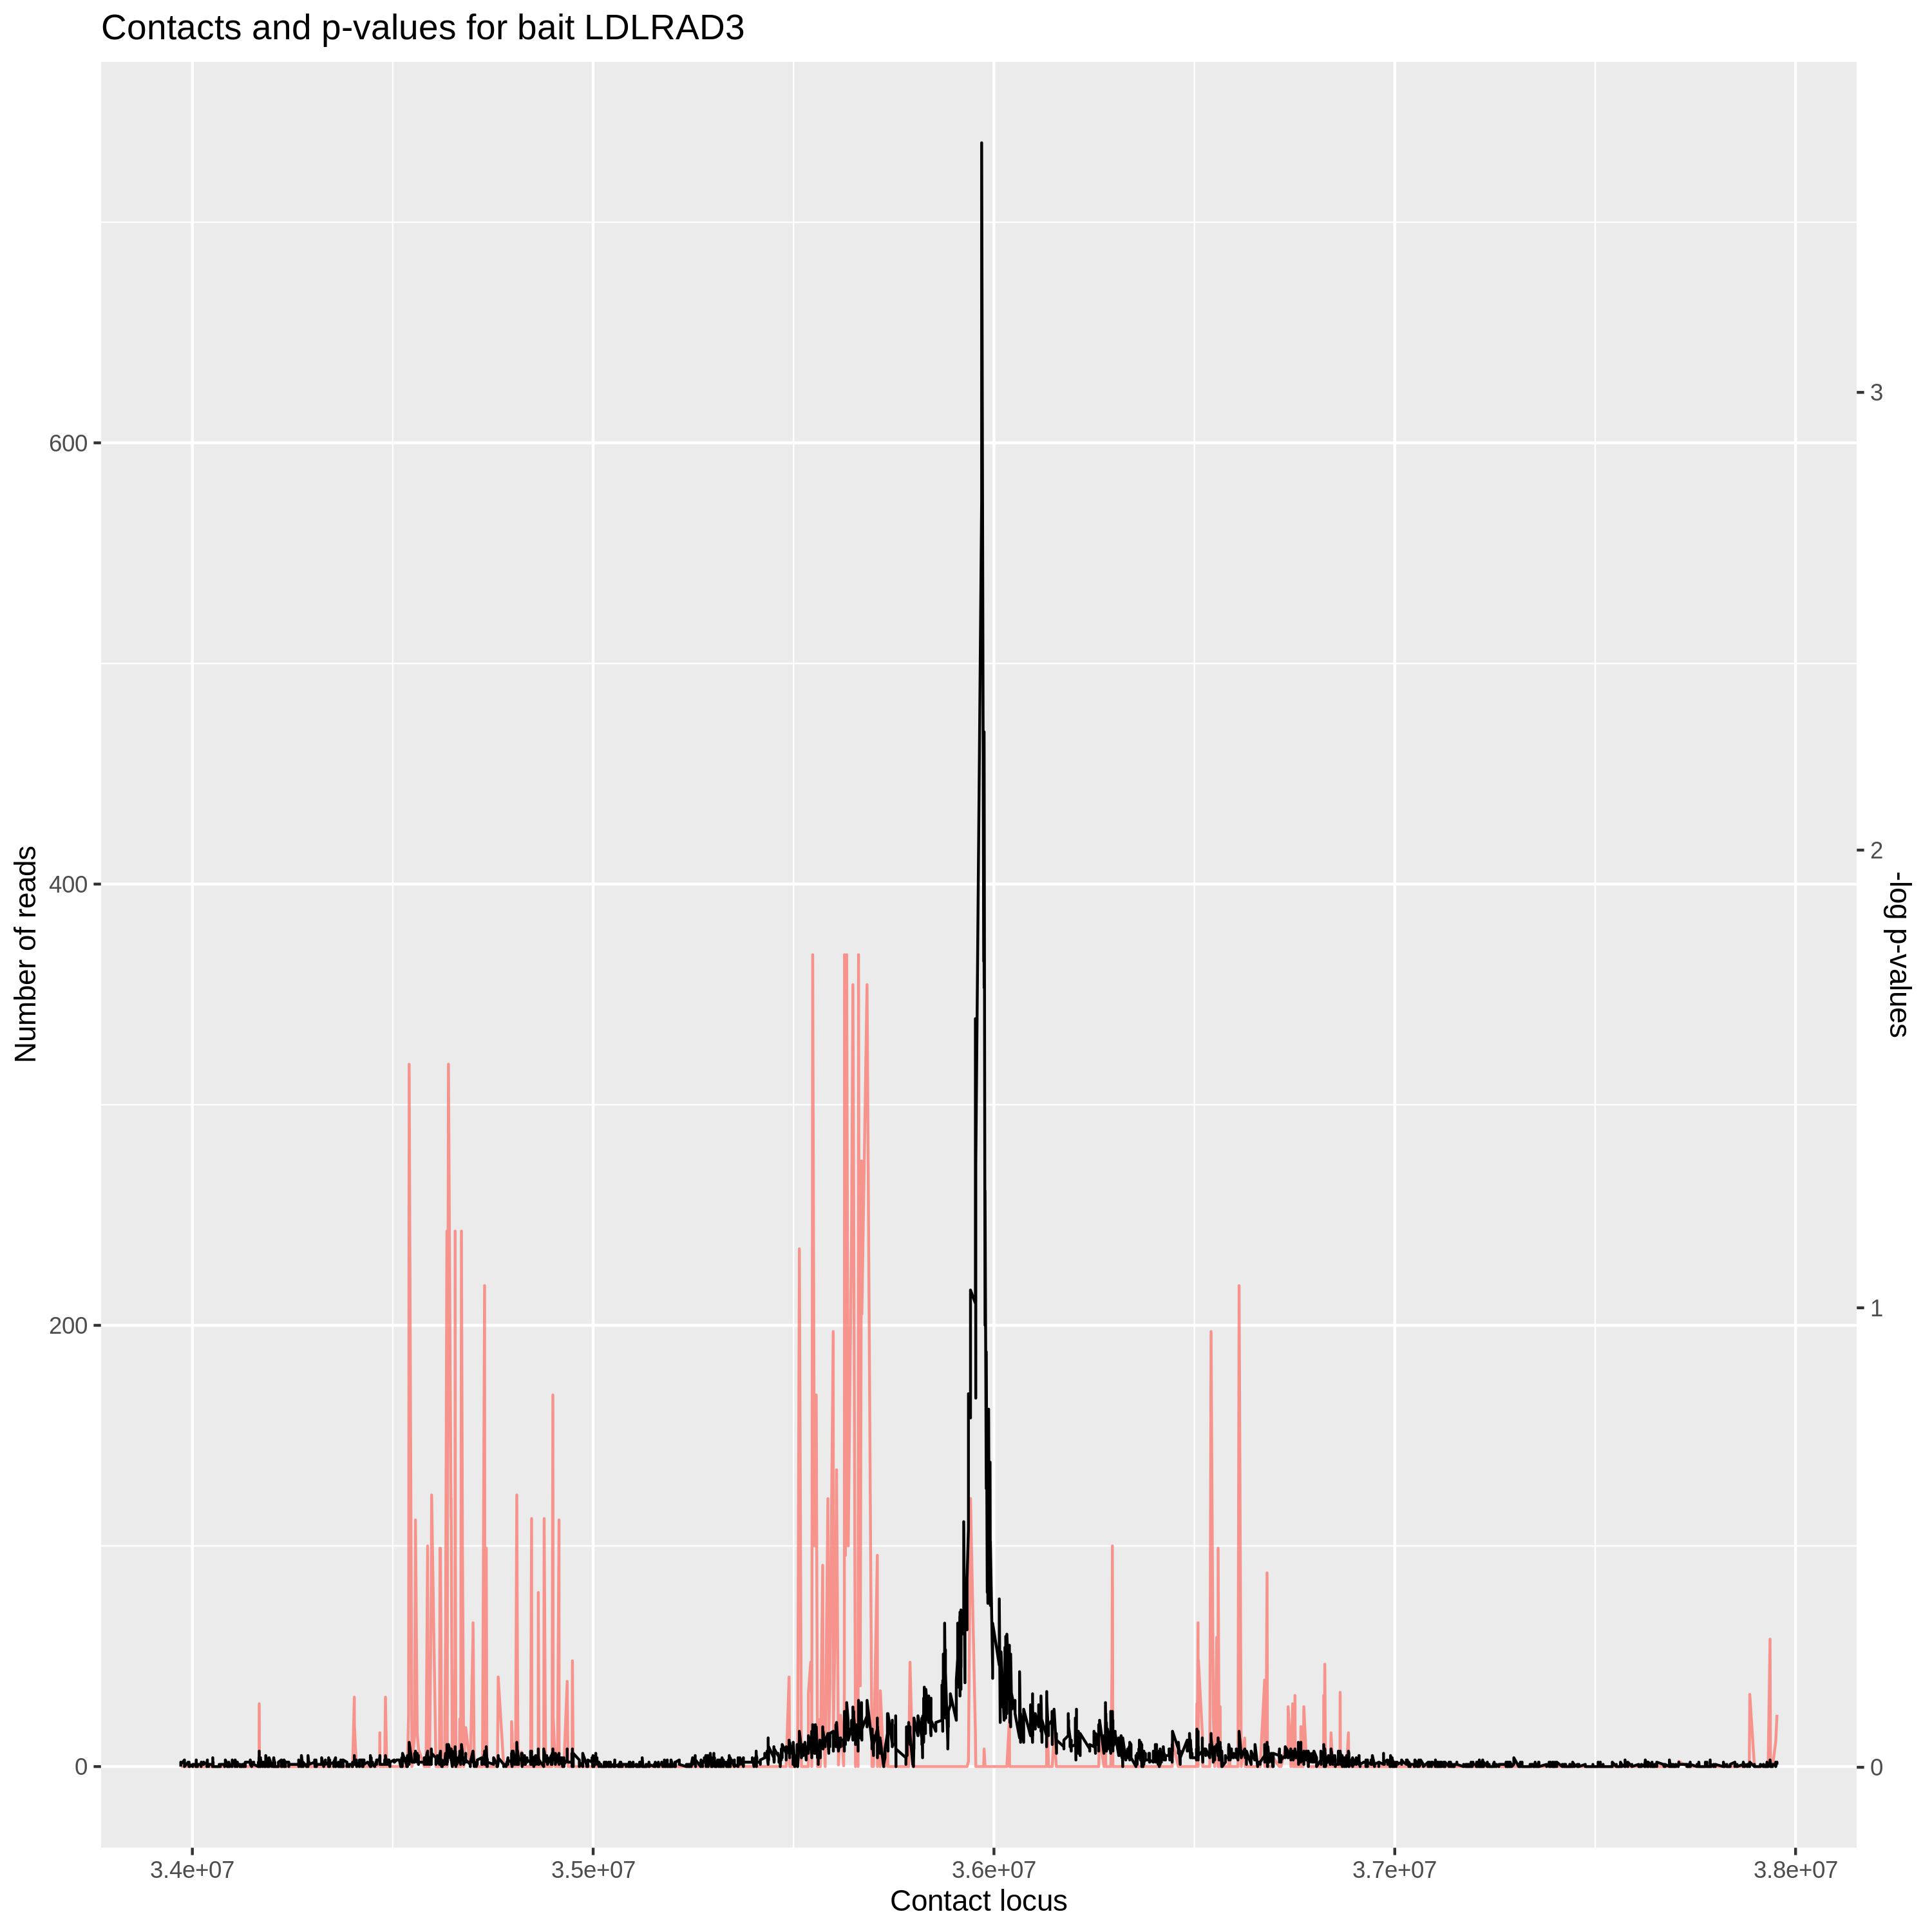 Contacts and p-values for bait LDLRAD3
Number of reads
600
400
200
0
3
2
1
0
-log p-values
3.4e+07
3.5e+07
3.6e+07
3.7e+07
3.8e+07
Contact locus